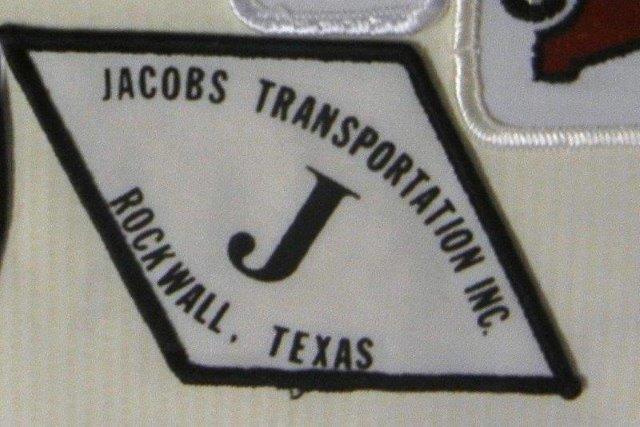 JACOBS TRANSPORTATION INC.
J
ROCKWALL, TEXAS